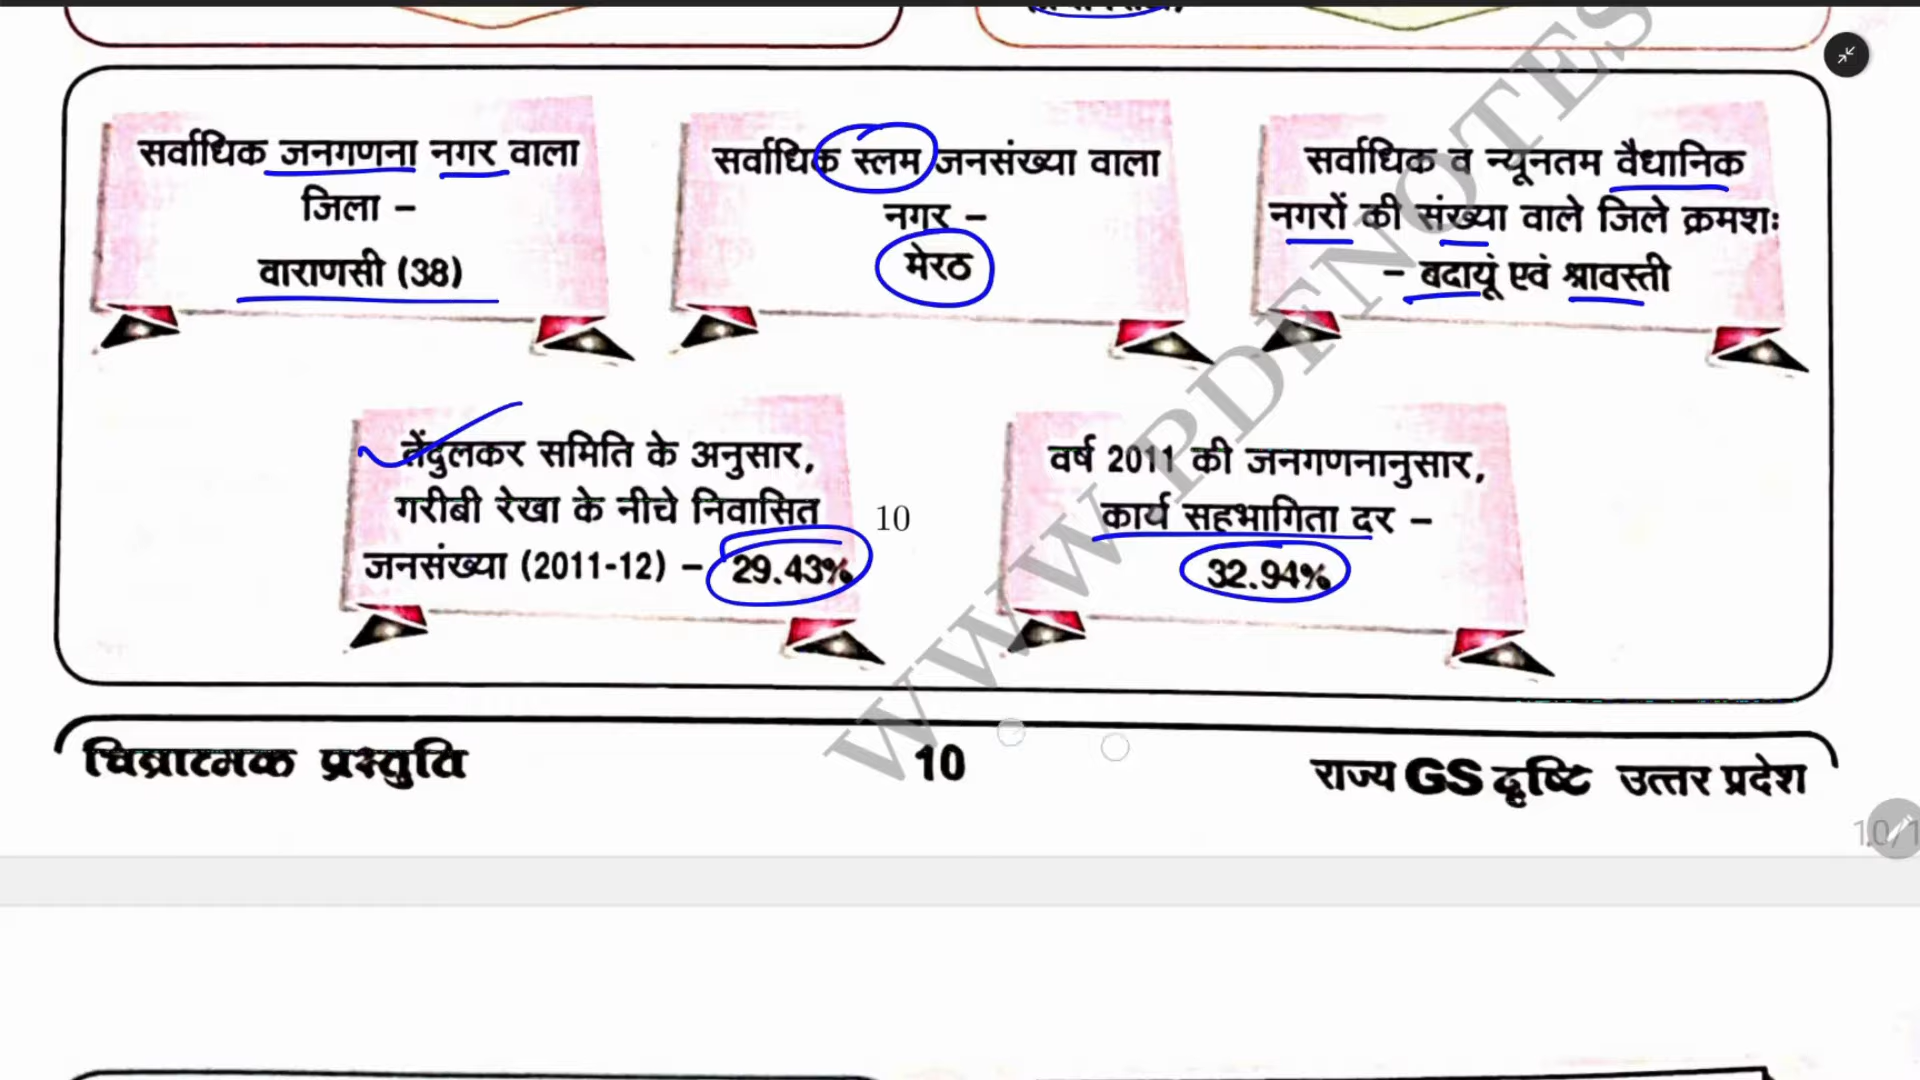 सर्वाधिक जनगणना नगर वाला
जिला –
वाराणसी (38)
सर्वाधिक स्लम जनसंख्या वाला
नगर –
मेरठ
सर्वाधिक व न्यूनतम वैधानिक
नगरों की संख्या वाले जिले क्रमशः
– बदायूं एवं श्रावस्ती
तेंदुलकर समिति के अनुसार,
गरीबी रेखा के नीचे निवासित
जनसंख्या (2011-12) – 29.43%
10
वर्ष 2011 की जनगणनानुसार,
कार्य सहभागिता दर –
32.94%
WWW.PDFNOTES
चित्रात्मक प्रस्तुति
10
राज्य GS दृष्टि उत्तर प्रदेश